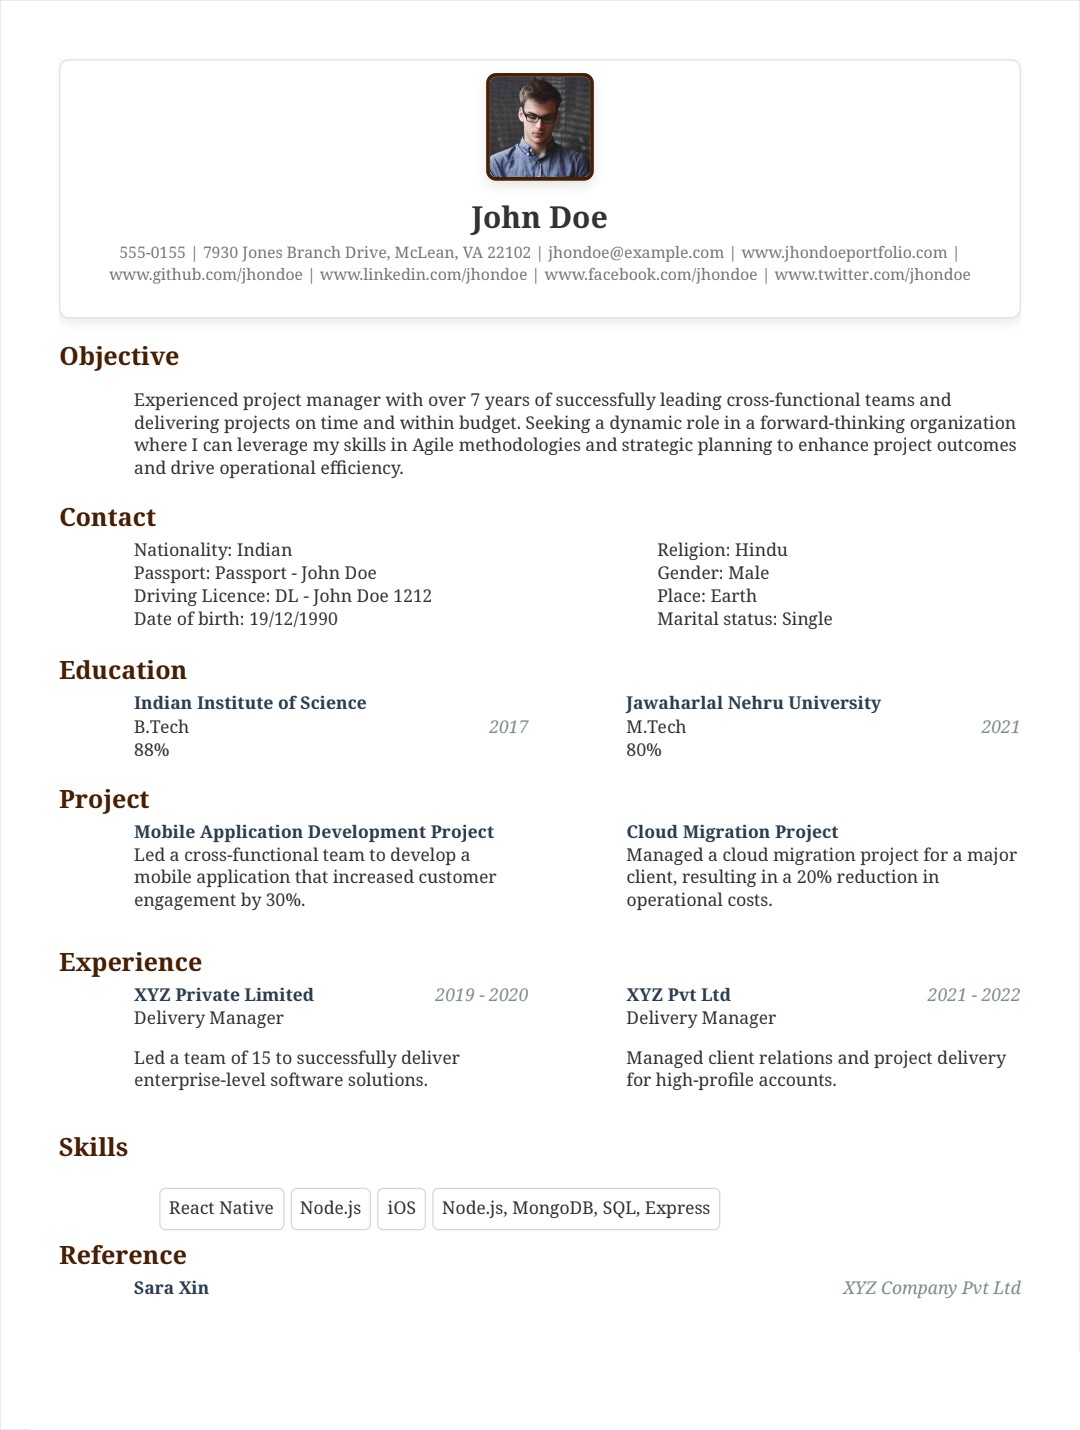 John Doe
555-0155 | 7930 Jones Branch Drive, McLean, VA 22102 | jhondoe@example.com | www.jhondoeportfolio.com |
www.github.com/jhondoe | www.linkedin.com/jhondoe | www.facebook.com/jhondoe | www.twitter.com/jhondoe
Objective
Experienced project manager with over 7 years of successfully leading cross-functional teams and
delivering projects on time and within budget. Seeking a dynamic role in a forward-thinking organization
where I can leverage my skills in Agile methodologies and strategic planning to enhance project outcomes
and drive operational efficiency.
Contact
Nationality: Indian
Passport: Passport - John Doe
Driving Licence: DL - John Doe 1212
Date of birth: 19/12/1990
Religion: Hindu
Gender: Male
Place: Earth
Marital status: Single
Education
Indian Institute of Science
B.Tech 2017
88%
Jawaharlal Nehru University
M.Tech 2021
80%
Project
Mobile Application Development Project
Led a cross-functional team to develop a
mobile application that increased customer
engagement by 30%.
Cloud Migration Project
Managed a cloud migration project for a major
client, resulting in a 20% reduction in
operational costs.
Experience
XYZ Private Limited 2019 - 2020
Delivery Manager
Led a team of 15 to successfully deliver
enterprise-level software solutions.
XYZ Pvt Ltd 2021 - 2022
Delivery Manager
Managed client relations and project delivery
for high-profile accounts.
Skills
React Native Node.js iOS Node.js, MongoDB, SQL, Express
Reference
Sara Xin XYZ Company Pvt Ltd